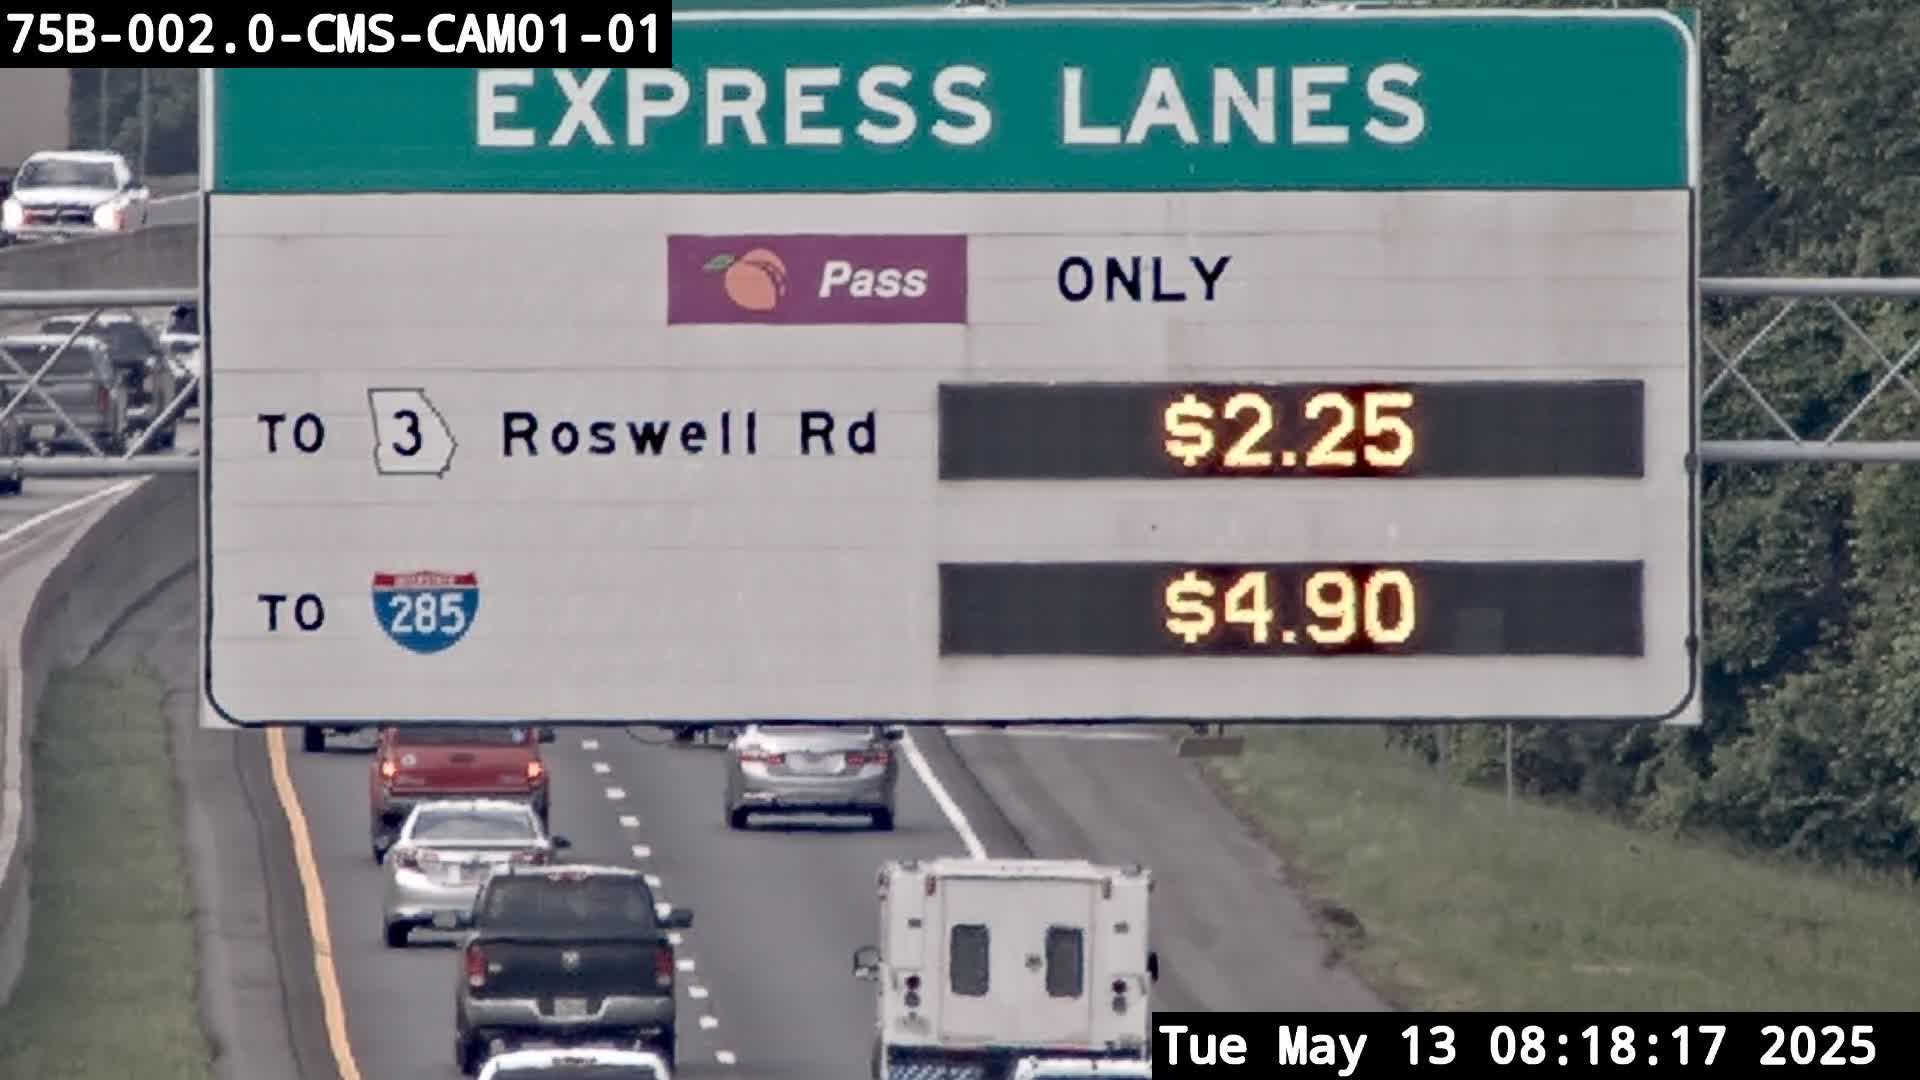 75B-002.0-CMS-CAM01-01
EXPRESS LANES
Pass ONLY
TO 3 Roswell Rd $2.25
TO 285 $4.90
Tue May 13 08:18:17 2025